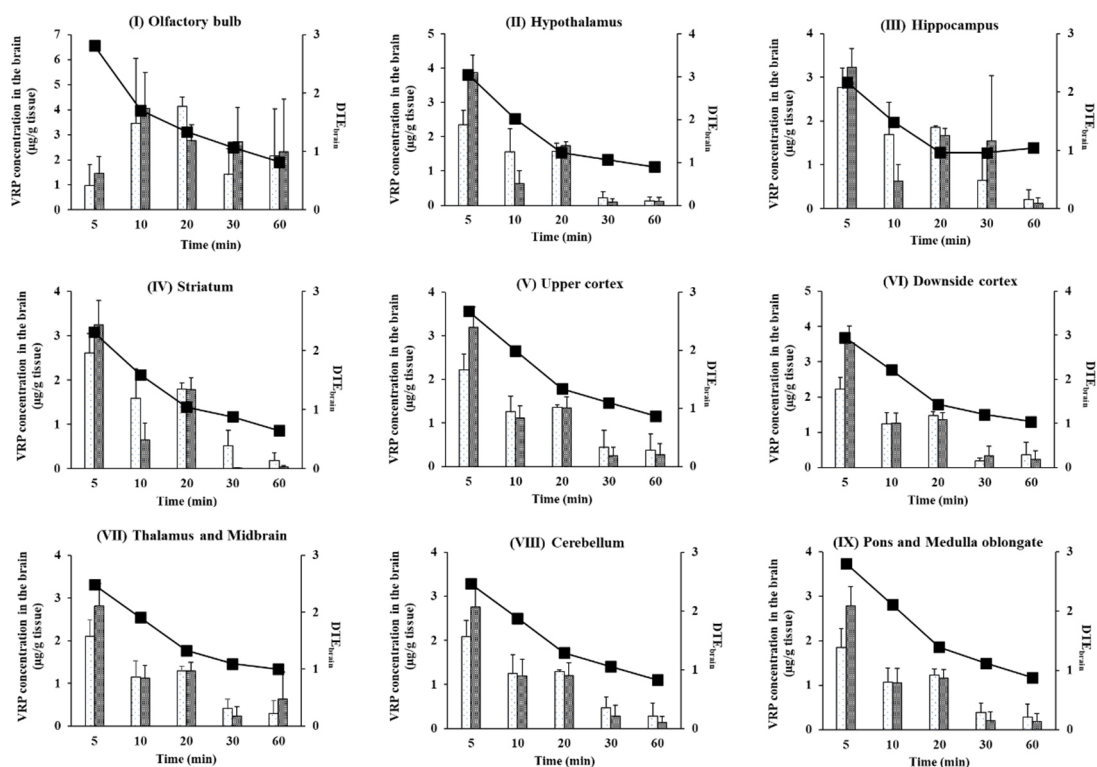 (I) Olfactory bulb
VRP concentration in the brain
(µg/g tissue)
7
6
5
4
3
2
1
0
3
2
1
0
DTEbrain
5 10 20 30 60
Time (min)
(II) Hypothalamus
VRP concentration in the brain
(µg/g tissue)
5
4
3
2
1
0
4
3
2
1
0
DTEbrain
5 10 20 30 60
Time (min)
(III) Hippocampus
VRP concentration in the brain
(µg/g tissue)
4
3
2
1
0
3
2
1
0
DTEbrain
5 10 20 30 60
Time (min)
(IV) Striatum
VRP concentration in the brain
(µg/g tissue)
4
3
2
1
0
3
2
1
0
DTEbrain
5 10 20 30 60
Time (min)
(V) Upper cortex
VRP concentration in the brain
(µg/g tissue)
4
3
2
1
0
3
2
1
0
DTEbrain
5 10 20 30 60
Time (min)
(VI) Downside cortex
VRP concentration in the brain
(µg/g tissue)
5
4
3
2
1
0
4
3
2
1
0
DTEbrain
5 10 20 30 60
Time (min)
(VII) Thalamus and Midbrain
VRP concentration in the brain
(µg/g tissue)
4
3
2
1
0
3
2
1
0
DTEbrain
5 10 20 30 60
Time (min)
(VIII) Cerebellum
VRP concentration in the brain
(µg/g tissue)
4
3
2
1
0
3
2
1
0
DTEbrain
5 10 20 30 60
Time (min)
(IX) Pons and Medulla oblongate
VRP concentration in the brain
(µg/g tissue)
4
3
2
1
0
3
2
1
0
DTEbrain
5 10 20 30 60
Time (min)